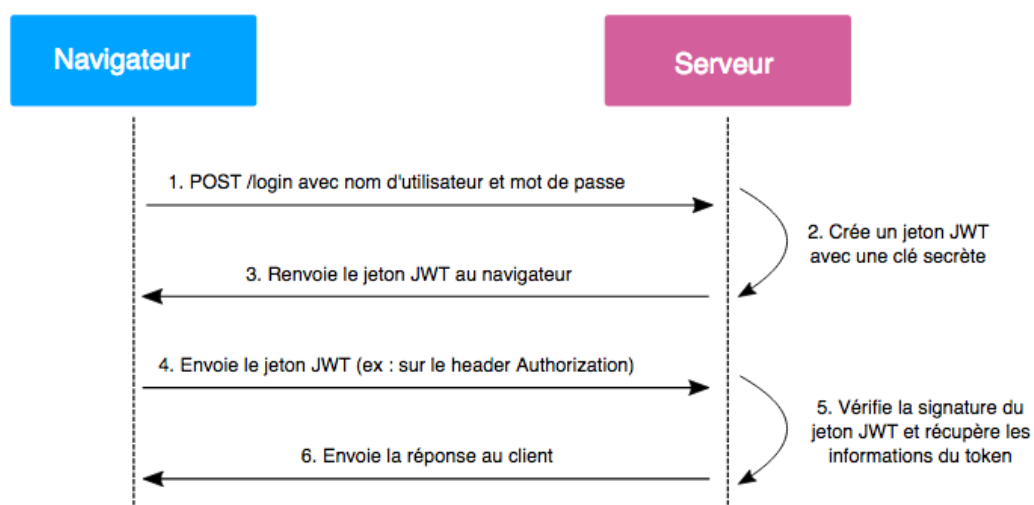 Navigateur
Serveur
1. POST /login avec nom d'utilisateur et mot de passe
2. Crée un jeton JWT
avec une clé secrète
3. Renvoie le jeton JWT au navigateur
4. Envoie le jeton JWT (ex : sur le header Authorization)
5. Vérifie la signature du
jeton JWT et récupère les
informations du token
6. Envoie la réponse au client